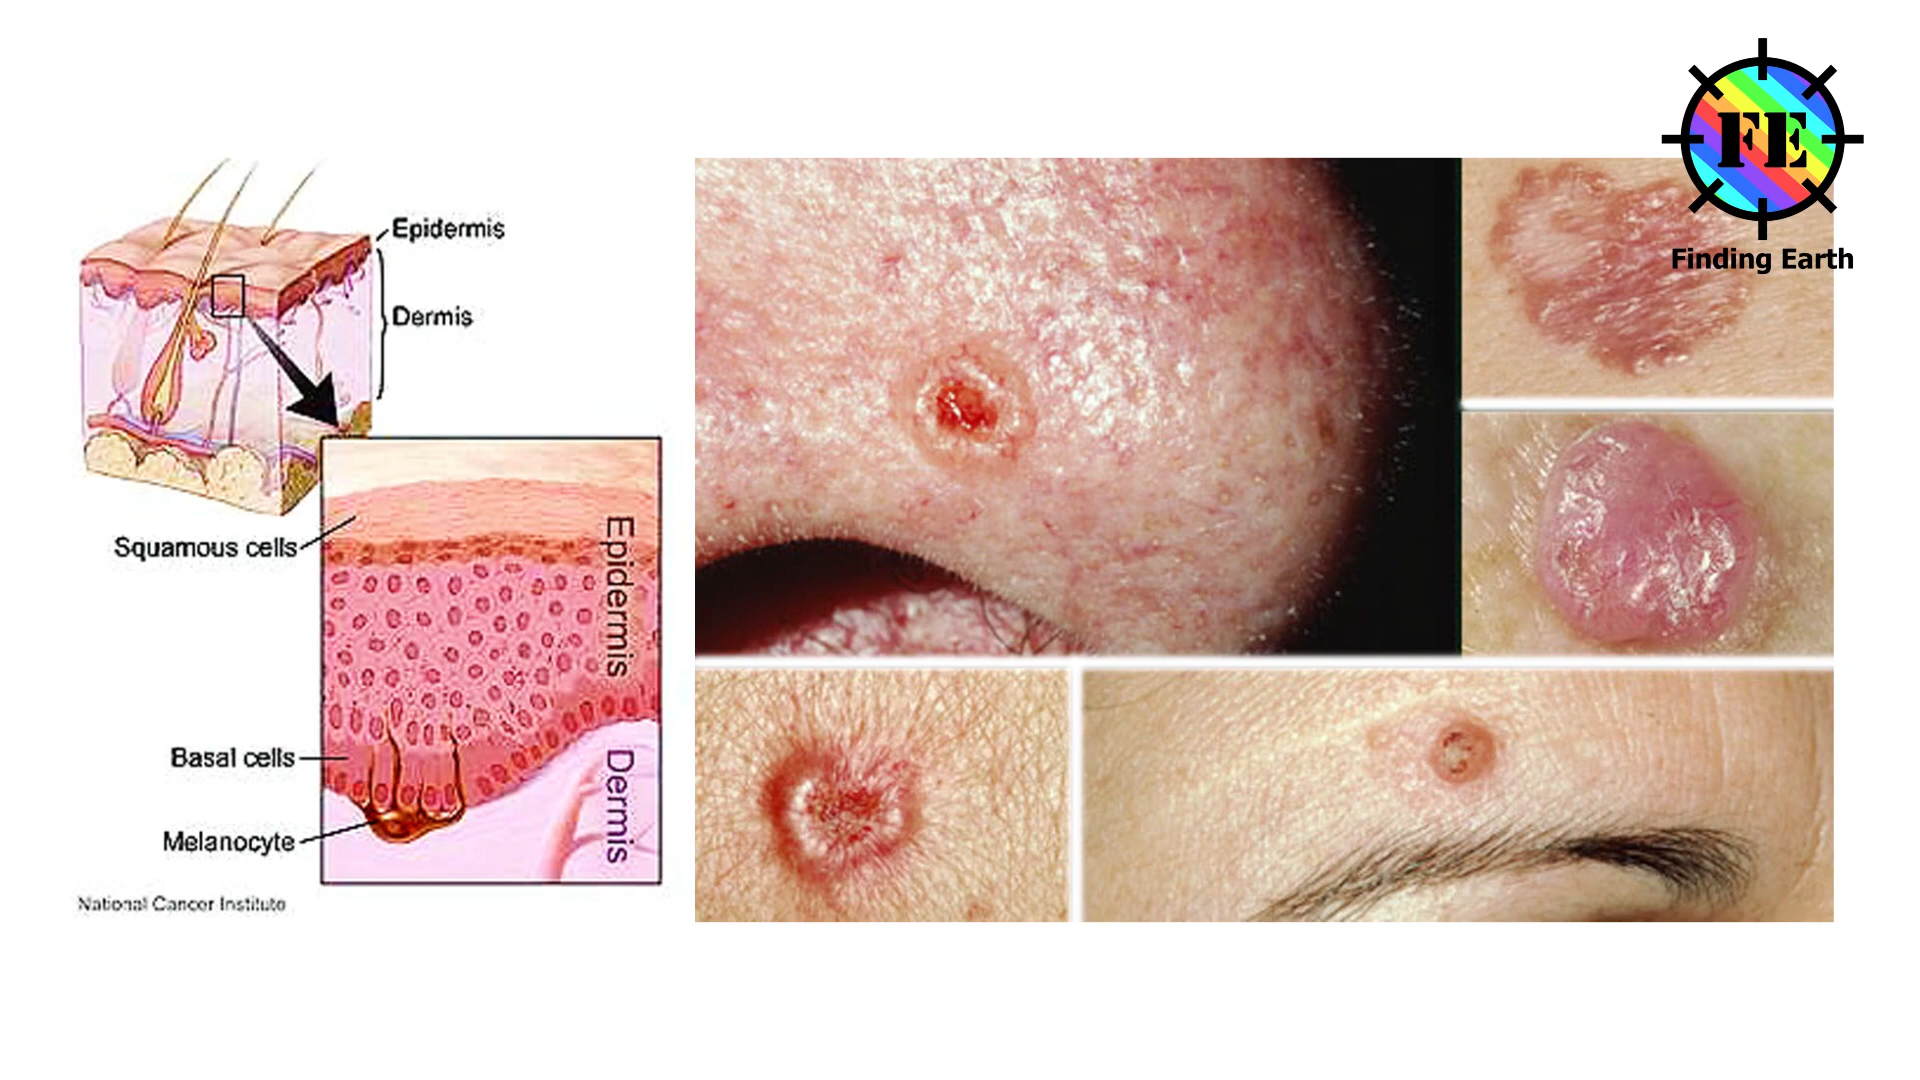 FE
Finding Earth
Epidermis
Dermis
Squamous cells
Epidermis
Basal cells
Dermis
Melanocyte
National Cancer Institute